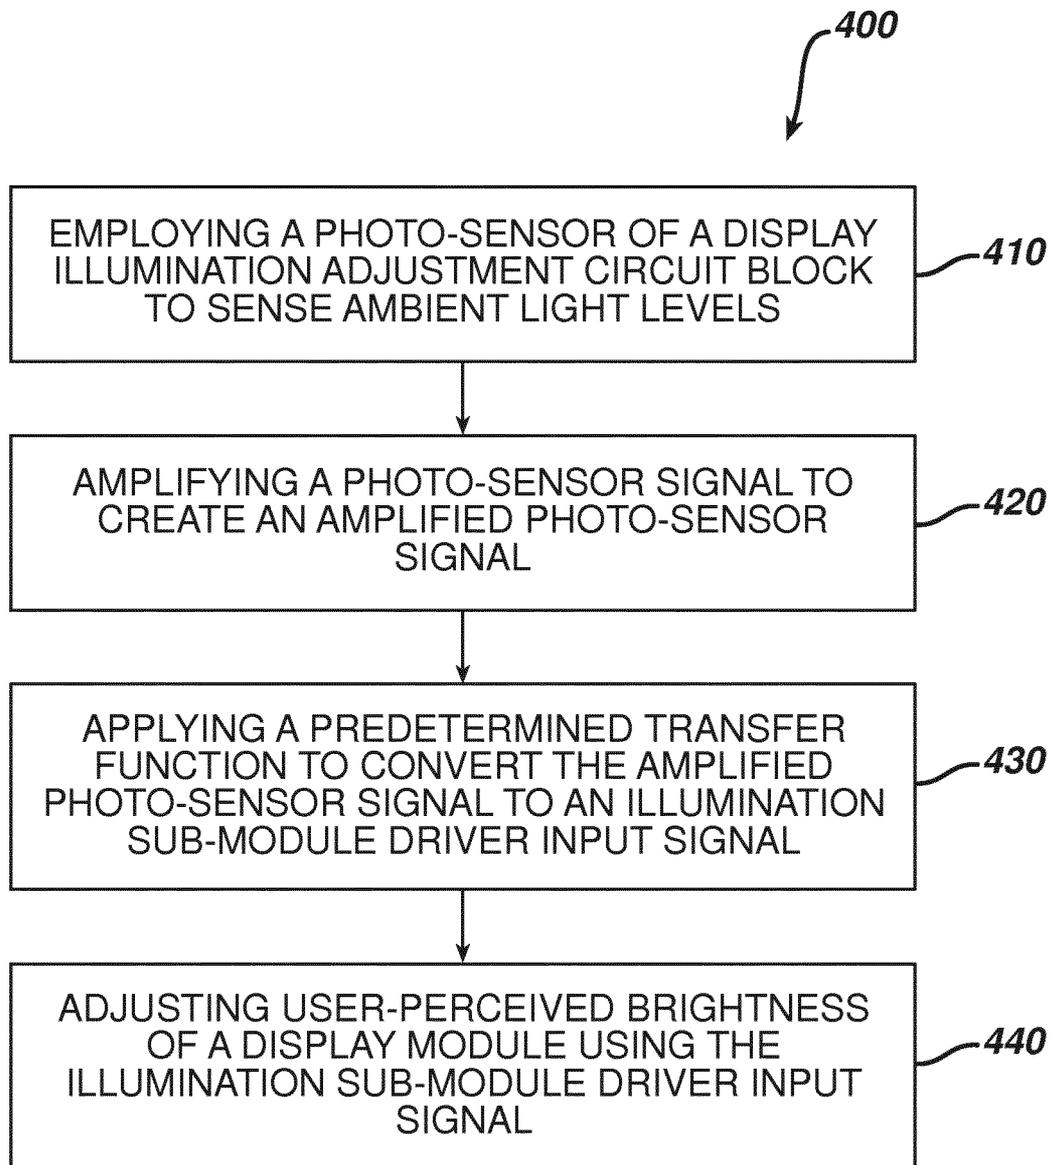 400
EMPLOYING A PHOTO-SENSOR OF A DISPLAY
ILLUMINATION ADJUSTMENT CIRCUIT BLOCK
TO SENSE AMBIENT LIGHT LEVELS
410
AMPLIFYING A PHOTO-SENSOR SIGNAL TO
CREATE AN AMPLIFIED PHOTO-SENSOR
SIGNAL
420
APPLYING A PREDETERMINED TRANSFER
FUNCTION TO CONVERT THE AMPLIFIED
PHOTO-SENSOR SIGNAL TO AN ILLUMINATION
SUB-MODULE DRIVER INPUT SIGNAL
430
ADJUSTING USER-PERCEIVED BRIGHTNESS
OF A DISPLAY MODULE USING THE
ILLUMINATION SUB-MODULE DRIVER INPUT
SIGNAL
440